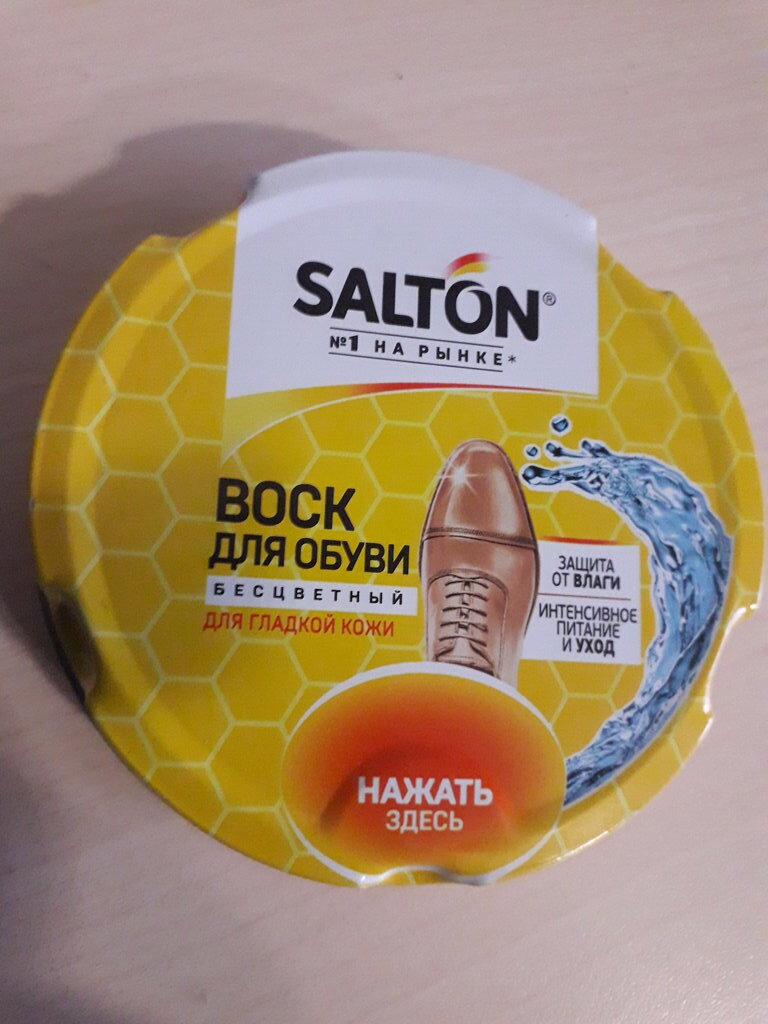 SALTON®
№1 НА РЫНКЕ*
ВОСК
ДЛЯ ОБУВИ
БЕСЦВЕТНЫЙ
ДЛЯ ГЛАДКОЙ КОЖИ
ЗАЩИТА
ОТ ВЛАГИ
ИНТЕНСИВНОЕ
ПИТАНИЕ
И УХОД
НАЖАТЬ
ЗДЕСЬ